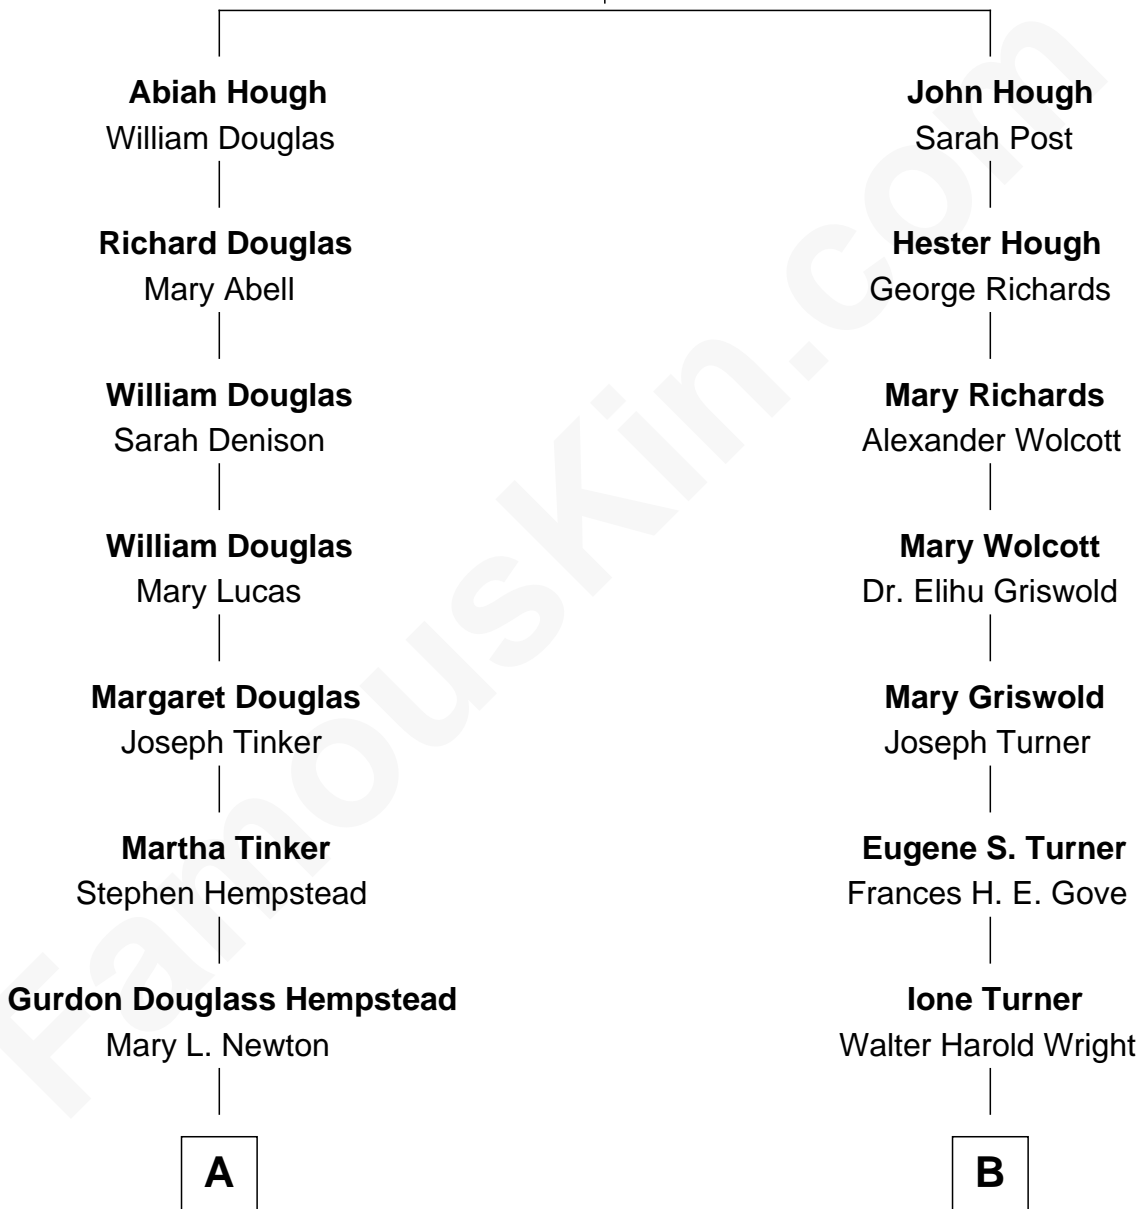 Abiah Hough
William Douglas
John Hough
Sarah Post
Richard Douglas
Mary Abell
Hester Hough
George Richards
William Douglas
Sarah Denison
Mary Richards
Alexander Wolcott
William Douglas
Mary Lucas
Mary Wolcott
Dr. Elihu Griswold
Margaret Douglas
Joseph Tinker
Mary Griswold
Joseph Turner
Martha Tinker
Stephen Hempstead
Eugene S. Turner
Frances H. E. Gove
Gurdon Douglass Hempstead
Mary L. Newton
Ione Turner
Walter Harold Wright
A
B
FamousKin.com